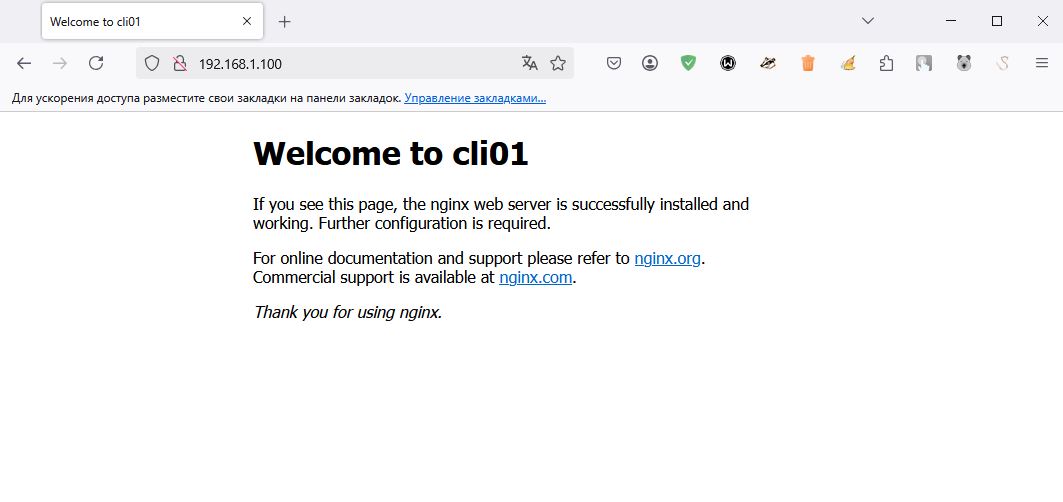 Welcome to cli01
192.168.1.100
Для ускорения доступа разместите свои закладки на панели закладок. Управление закладками...
Welcome to cli01
If you see this page, the nginx web server is successfully installed and
working. Further configuration is required.
For online documentation and support please refer to nginx.org.
Commercial support is available at nginx.com.
Thank you for using nginx.